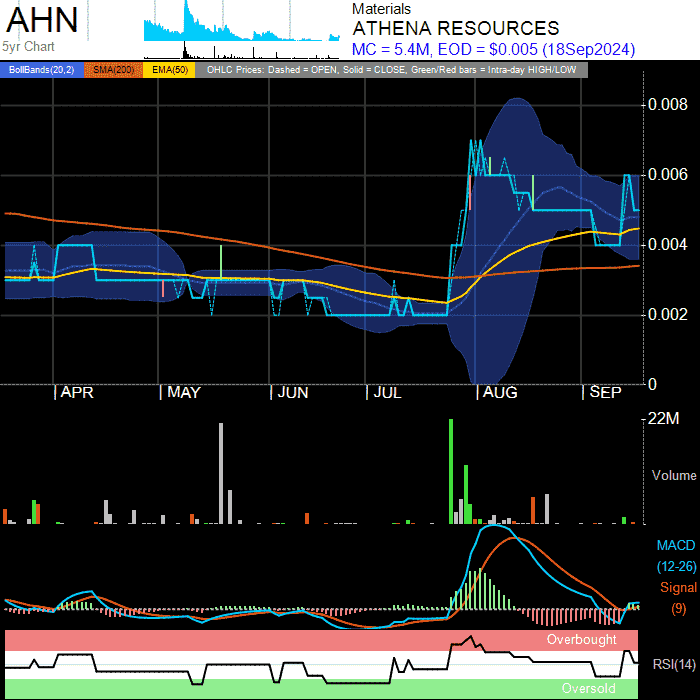 AHN
5yr Chart
Materials
ATHENA RESOURCES
MC = 5.4M, EOD = $0.005 (18Sep2024)
BollBands(20,2) SMA(200) EMA(50) OHLC Prices: Dashed = OPEN, Solid = CLOSE, Green/Red bars = Intra-day HIGH/LOW
0.008
0.006
0.004
0.002
0
APR MAY JUN JUL AUG SEP
22M
Volume
MACD
(12-26)
Signal
(9)
Overbought
RSI(14)
Oversold